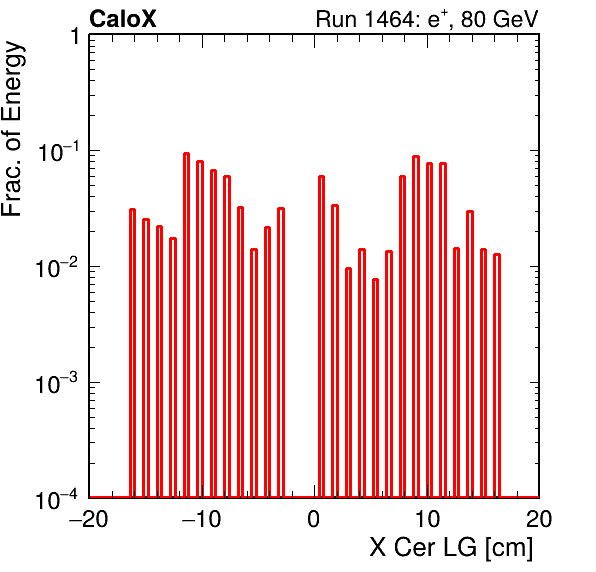 CaloX Run 1464: e⁺, 80 GeV
Frac. of Energy
1
10⁻¹
10⁻²
10⁻³
10⁻⁴
−20 −10 0 10 20
X Cer LG [cm]